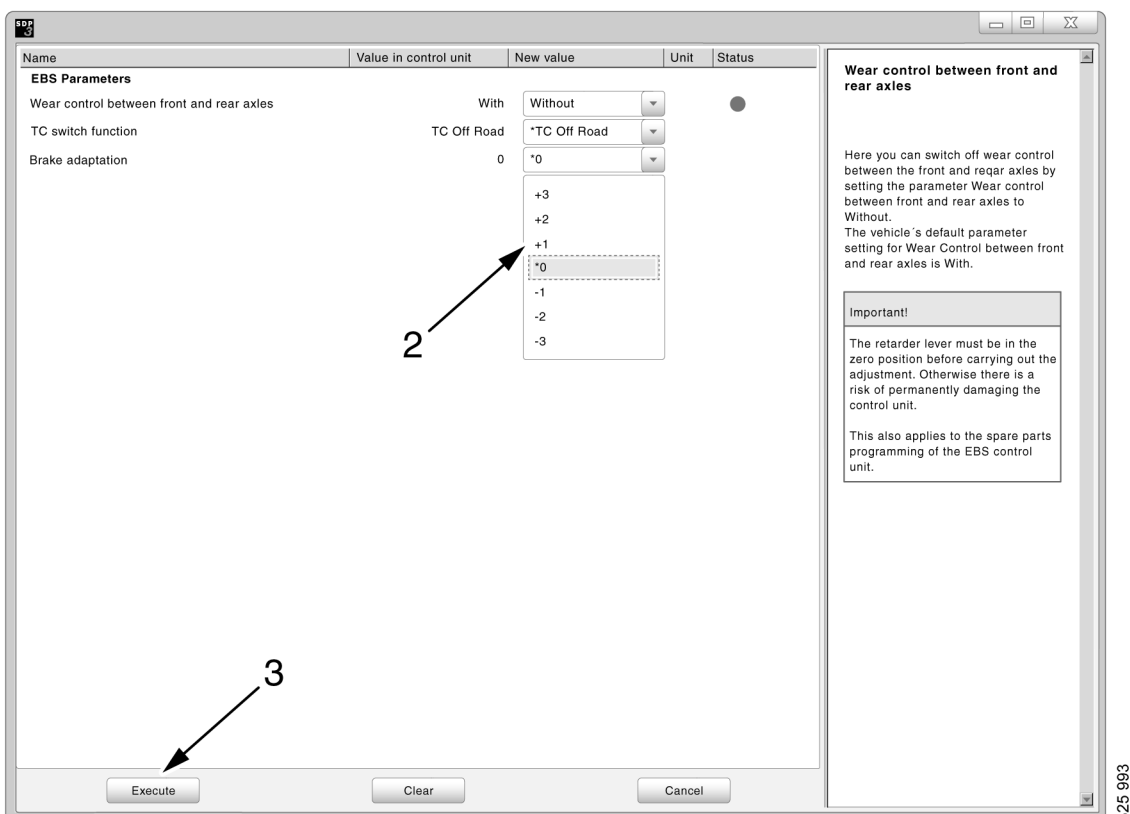 SDP
3
Name Value in control unit New value Unit Status
EBS Parameters
Wear control between front and rear axles With Without
TC switch function TC Off Road *TC Off Road
Brake adaptation 0 *0
+3
+2
+1
*0
-1
-2
-3
2
3
Execute Clear Cancel
Wear control between front and
rear axles
Here you can switch off wear control
between the front and reqar axles by
setting the parameter Wear control
between front and rear axles to
Without.
The vehicle´s default parameter
setting for Wear Control between front
and rear axles is With.
Important!
The retarder lever must be in the
zero position before carrying out the
adjustment. Otherwise there is a
risk of permanently damaging the
control unit.
This also applies to the spare parts
programming of the EBS control
unit.
993